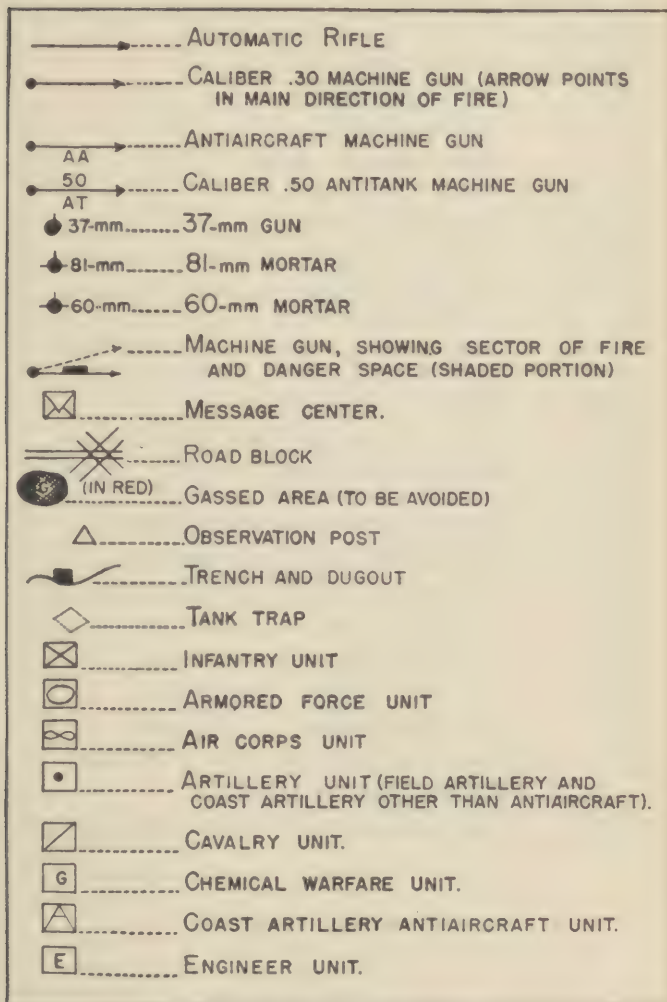 AUTOMATIC RIFLE
CALIBER .30 MACHINE GUN (ARROW POINTS
IN MAIN DIRECTION OF FIRE)
AA
ANTIAIRCRAFT MACHINE GUN
50
AT
CALIBER .50 ANTITANK MACHINE GUN
37-mm 37-mm GUN
81-mm 81-mm MORTAR
60-mm 60-mm MORTAR
MACHINE GUN, SHOWING SECTOR OF FIRE
AND DANGER SPACE (SHADED PORTION)
MESSAGE CENTER.
ROAD BLOCK
G (IN RED) GASSED AREA (TO BE AVOIDED)
OBSERVATION POST
TRENCH AND DUGOUT
TANK TRAP
INFANTRY UNIT
ARMORED FORCE UNIT
AIR CORPS UNIT
ARTILLERY UNIT (FIELD ARTILLERY AND
COAST ARTILLERY OTHER THAN ANTIAIRCRAFT).
CAVALRY UNIT.
G CHEMICAL WARFARE UNIT.
COAST ARTILLERY ANTIAIRCRAFT UNIT.
E ENGINEER UNIT.